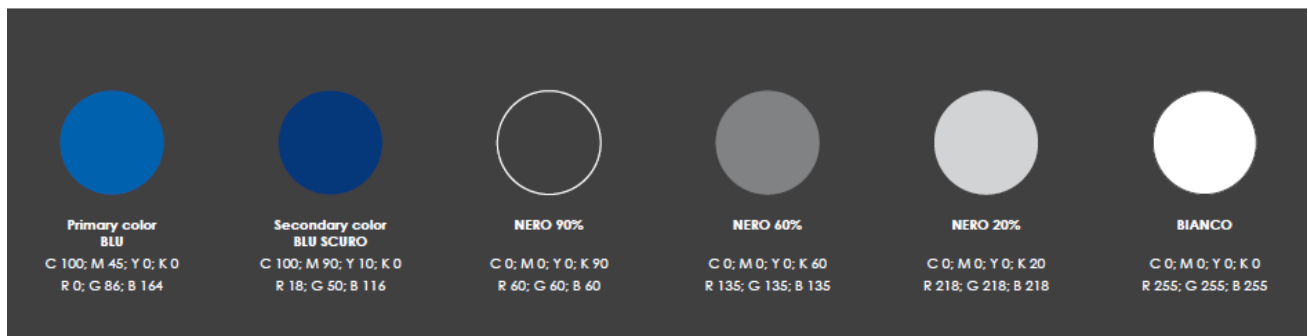 Primary color
BLU
C 100; M 45; Y 0; K 0
R 0; G 86; B 164
Secondary color
BLU SCURO
C 100; M 90; Y 10; K 0
R 18; G 50; B 116
NERO 90%
C 0; M 0; Y 0; K 90
R 60; G 60; B 60
NERO 60%
C 0; M 0; Y 0; K 60
R 135; G 135; B 135
NERO 20%
C 0; M 0; Y 0; K 20
R 218; G 218; B 218
BIANCO
C 0; M 0; Y 0; K 0
R 255; G 255; B 255